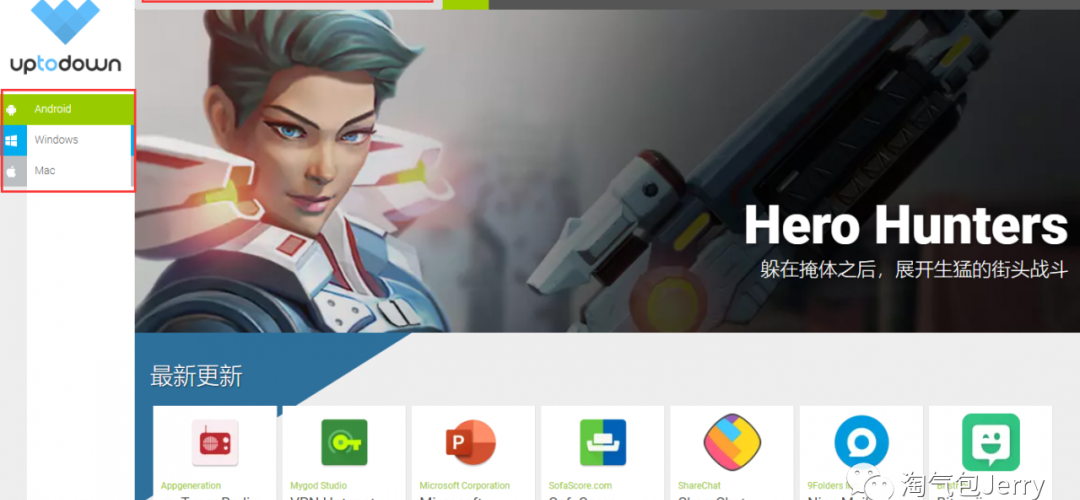 uptodown
Android
Windows
Mac
Hero Hunters
躲在掩体之后，展开生猛的街头战斗
最新更新
Appgeneration
Mygod Studio
Microsoft Corporation
SofaScore.com
ShareChat
9Folders
淘气包Jerry